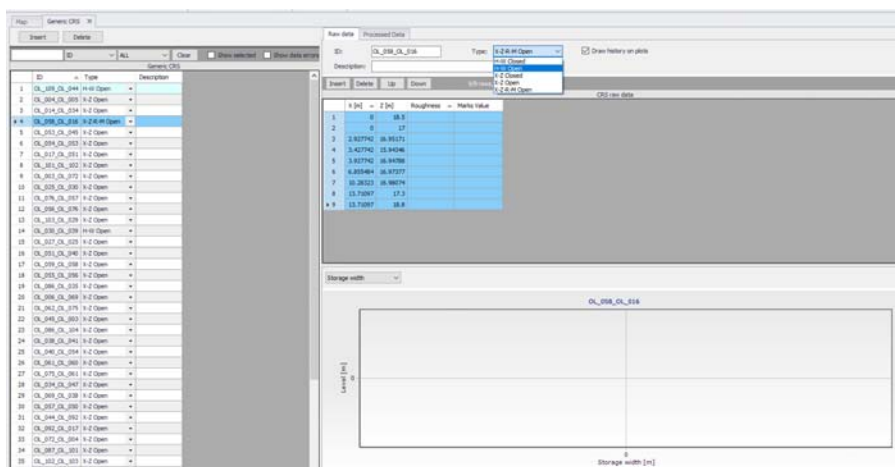 Map Generic CRS
Insert Delete
ID ALL Clear Show selected Show data errors
Generic CRS
ID Type Description
1 OL_109_OL_044 H-W Open
2 OL_004_OL_005 X-Z Open
3 OL_014_OL_034 X-Z Open
4 OL_058_OL_016 X-Z-R-M Open
5 OL_053_OL_045 X-Z Open
6 OL_054_OL_053 X-Z Open
7 OL_017_OL_051 X-Z Open
8 OL_101_OL_102 X-Z Open
9 OL_003_OL_072 X-Z Open
10 OL_025_OL_030 X-Z Open
11 OL_076_OL_057 X-Z Open
12 OL_056_OL_076 X-Z Open
13 OL_103_OL_029 X-Z Open
14 OL_030_OL_039 H-W Open
15 OL_027_OL_025 X-Z Open
16 OL_051_OL_040 X-Z Open
17 OL_039_OL_058 X-Z Open
18 OL_055_OL_056 X-Z Open
19 OL_086_OL_035 X-Z Open
20 OL_006_OL_069 X-Z Open
21 OL_062_OL_075 X-Z Open
22 OL_045_OL_003 X-Z Open
23 OL_086_OL_104 X-Z Open
24 OL_038_OL_041 X-Z Open
25 OL_040_OL_054 X-Z Open
26 OL_061_OL_060 X-Z Open
27 OL_075_OL_061 X-Z Open
28 OL_034_OL_047 X-Z Open
29 OL_069_OL_038 X-Z Open
30 OL_057_OL_050 X-Z Open
31 OL_044_OL_092 X-Z Open
32 OL_092_OL_017 X-Z Open
33 OL_072_OL_004 X-Z Open
34 OL_087_OL_101 X-Z Open
35 OL_102_OL_103 X-Z Open
Raw data Processed Data
ID: OL_058_OL_016 Type: X-Z-R-M Open Draw history on plots
Description:
H-W Closed
H-W Open
X-Z Closed
X-Z Open
X-Z-R-M Open
Insert Delete Up Down
CRS raw data
X [m] Z [m] Roughness Marks Value
1 0 18.5
2 0 17
3 2.927742 16.95171
4 3.427742 15.94346
5 3.927742 16.94788
6 6.855484 16.97377
7 10.28323 16.98074
8 13.71097 17.3
9 13.71097 18.8
Storage width
OL_058_OL_016
Level [m]
0
0
Storage width [m]